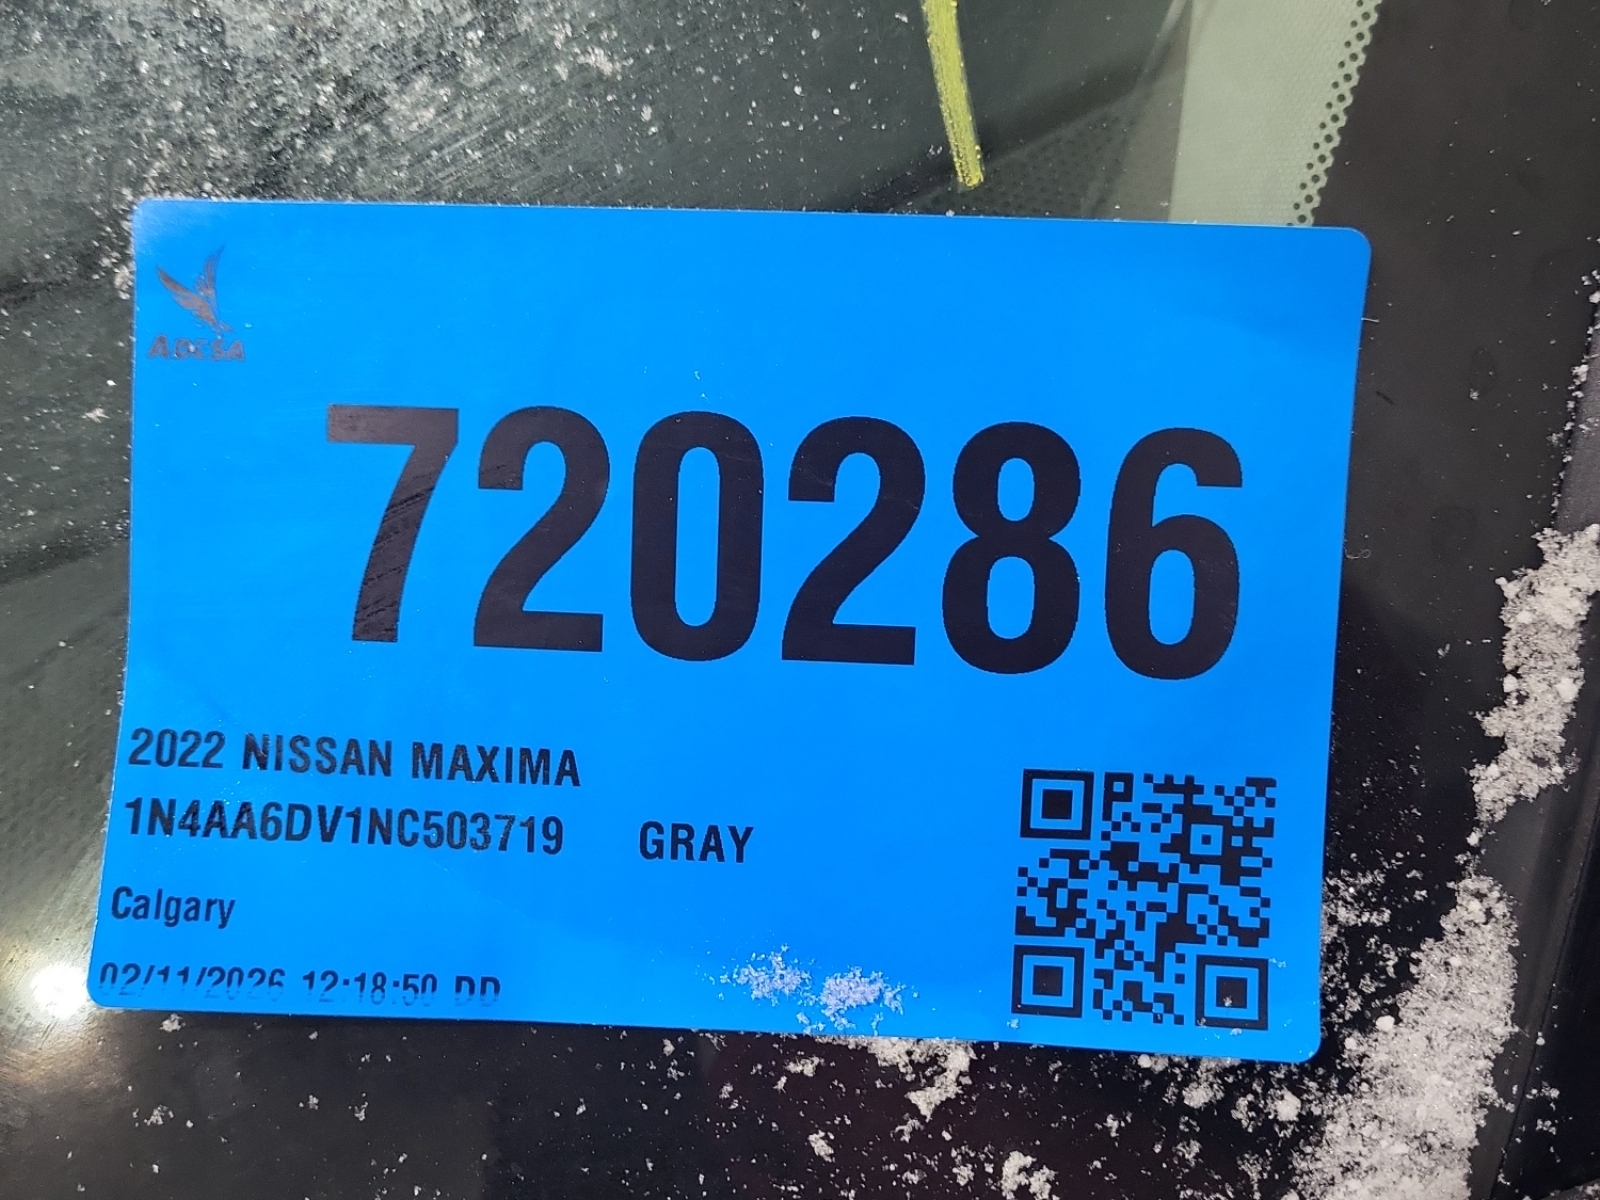 ADESA
720286
2022 NISSAN MAXIMA
1N4AA6DV1NC503719 GRAY
Calgary
02/11/2026 12:18:50 DD